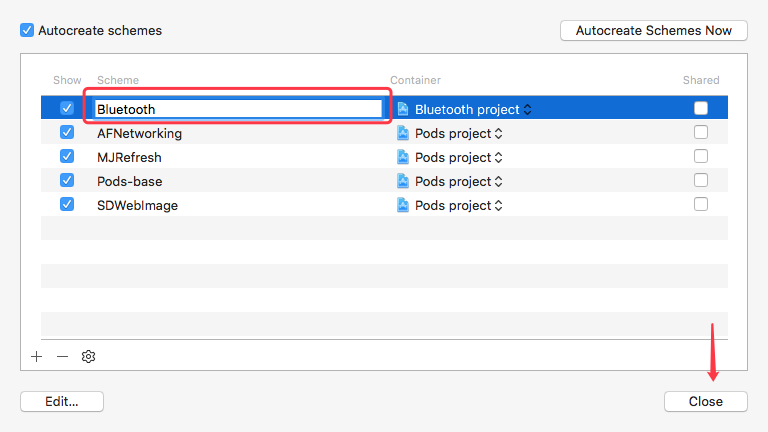 Autocreate schemes Autocreate Schemes Now
Show Scheme Container Shared
Bluetooth Bluetooth project
AFNetworking Pods project
MJRefresh Pods project
Pods-base Pods project
SDWebImage Pods project
Edit... Close